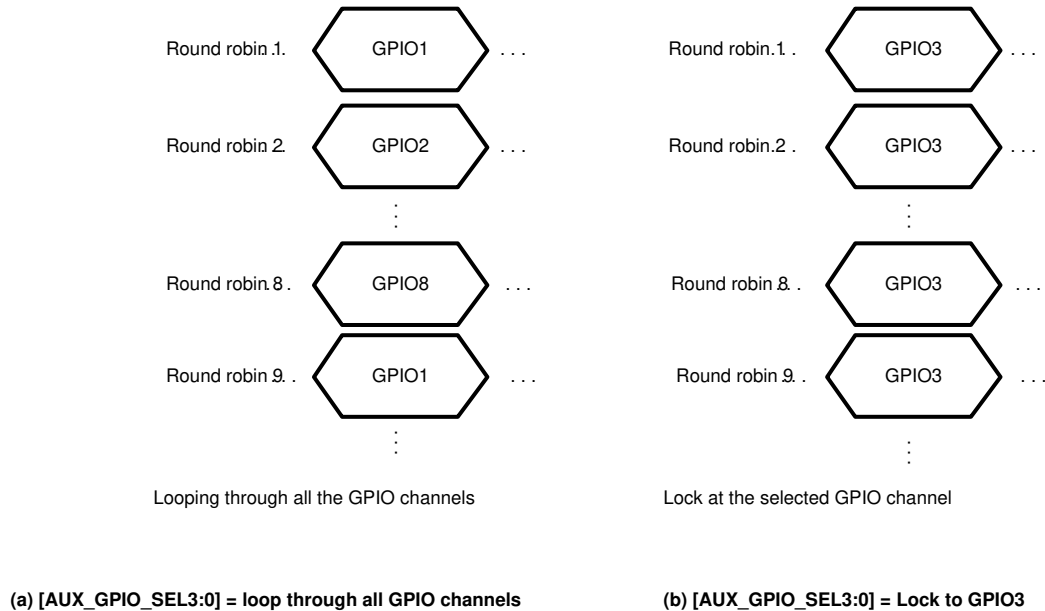 Round robin 1. GPIO1 . . . Round robin.1. GPIO3 . . .
Round robin 2. GPIO2 . . . Round robin.2 . GPIO3 . . .
Round robin. 8 . GPIO8 . . . Round robin 8. . GPIO3 . . .
Round robin 9. . GPIO1 . . . Round robin 9. . GPIO3 . . .
Looping through all the GPIO channels Lock at the selected GPIO channel
(a) [AUX_GPIO_SEL3:0] = loop through all GPIO channels (b) [AUX_GPIO_SEL3:0] = Lock to GPIO3